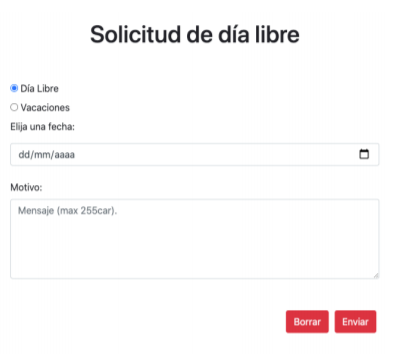 Solicitud de día libre
Día Libre
Vacaciones
Elija una fecha:
dd/mm/aaaa
Motivo:
Mensaje (max 255car).
Borrar Enviar